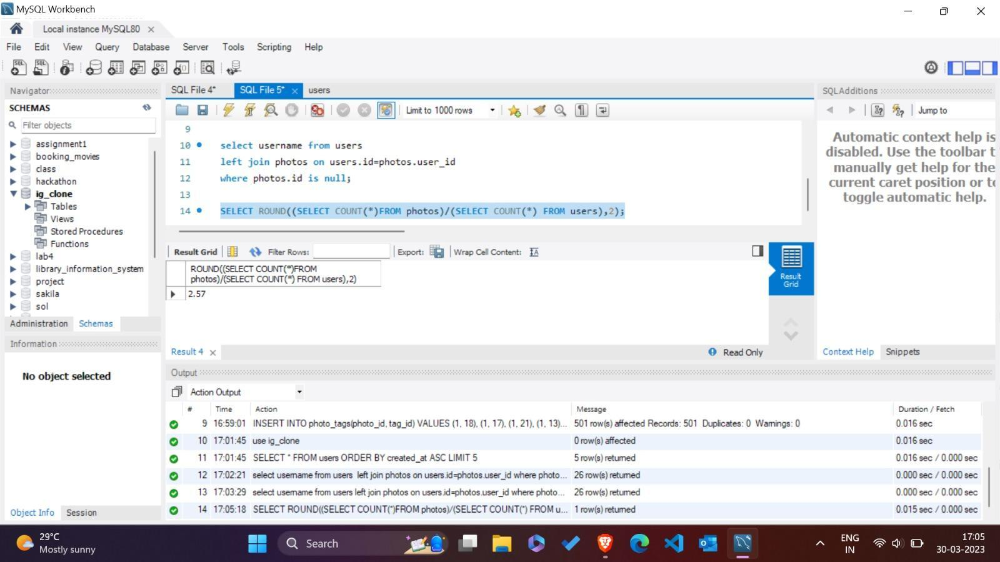 MySQL Workbench
Local instance MySQL80
File Edit View Query Database Server Tools Scripting Help
Navigator
SCHEMAS
Filter objects
assignment1
booking_movies
class
hackathon
ig_clone
Tables
Views
Stored Procedures
Functions
lab4
library_information_system
project
sakila
sol
Administration Schemas
Information
No object selected
Object Info Session
SQL File 4* SQL File 5* users
Limit to 1000 rows
9
10 select username from users
11 left join photos on users.id=photos.user_id
12 where photos.id is null;
13
14 SELECT ROUND((SELECT COUNT(*)FROM photos)/(SELECT COUNT(*) FROM users),2);
Result Grid Filter Rows: Export: Wrap Cell Content:
ROUND((SELECT COUNT(*)FROM
photos)/(SELECT COUNT(*) FROM users),2)
2.57
Result
Grid
Result 4 Read Only
SQLAdditions
Jump to
Automatic context help is
disabled. Use the toolbar t
manually get help for the
current caret position or to
toggle automatic help.
Context Help Snippets
Output
Action Output
# Time Action Message Duration / Fetch
9 16:59:01 INSERT INTO photo_tags(photo_id, tag_id) VALUES (1, 18), (1, 17), (1, 21), (1, 13)... 501 row(s) affected Records: 501 Duplicates: 0 Warnings: 0 0.016 sec
10 17:01:45 use ig_clone 0 row(s) affected 0.016 sec
11 17:01:45 SELECT * FROM users ORDER BY created_at ASC LIMIT 5 5 row(s) returned 0.016 sec / 0.000 sec
12 17:02:21 select username from users left join photos on users.id=photos.user_id where photo... 26 row(s) returned 0.000 sec / 0.000 sec
13 17:03:29 select username from users left join photos on users.id=photos.user_id where photo... 26 row(s) returned 0.000 sec / 0.000 sec
14 17:05:18 SELECT ROUND((SELECT COUNT(*)FROM photos)/(SELECT COUNT(*) FROM u... 1 row(s) returned 0.015 sec / 0.000 sec
29°C
Mostly sunny
Search
ENG
IN
17:05
30-03-2023